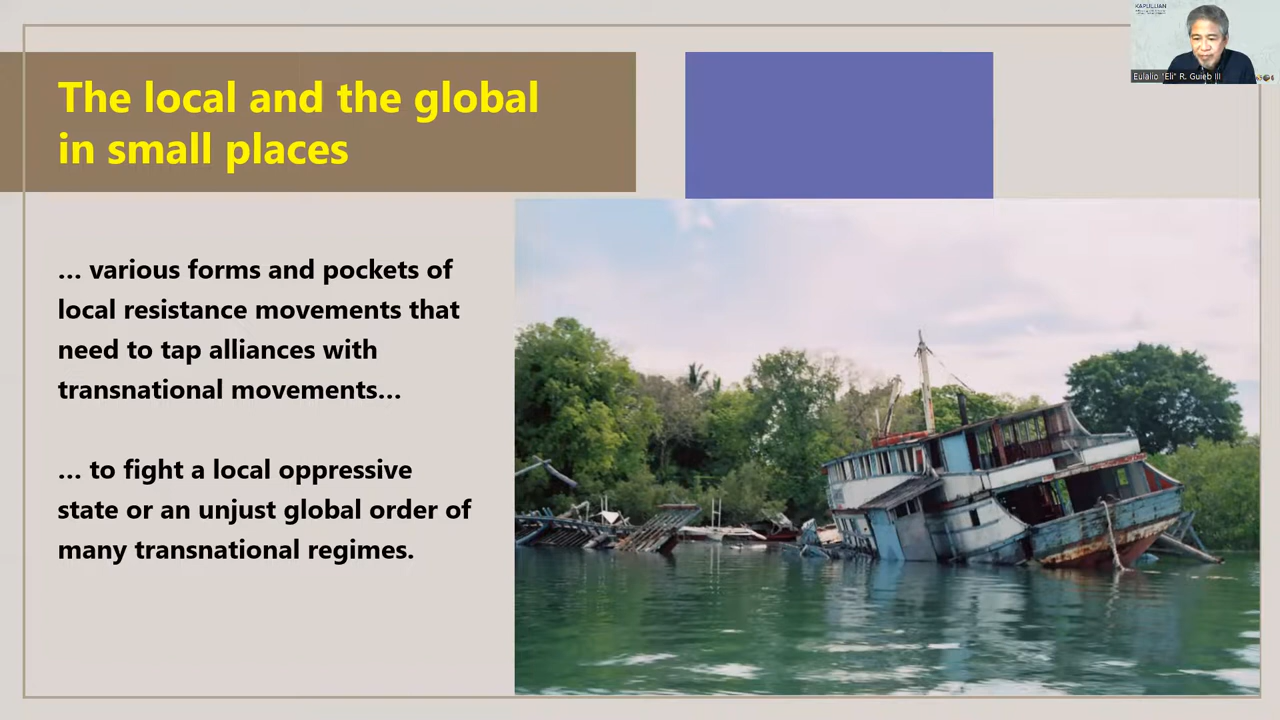 The local and the global
in small places
… various forms and pockets of
local resistance movements that
need to tap alliances with
transnational movements…
… to fight a local oppressive
state or an unjust global order of
many transnational regimes.
KAPULUAN
Eulalio "Eli" R. Guieb III